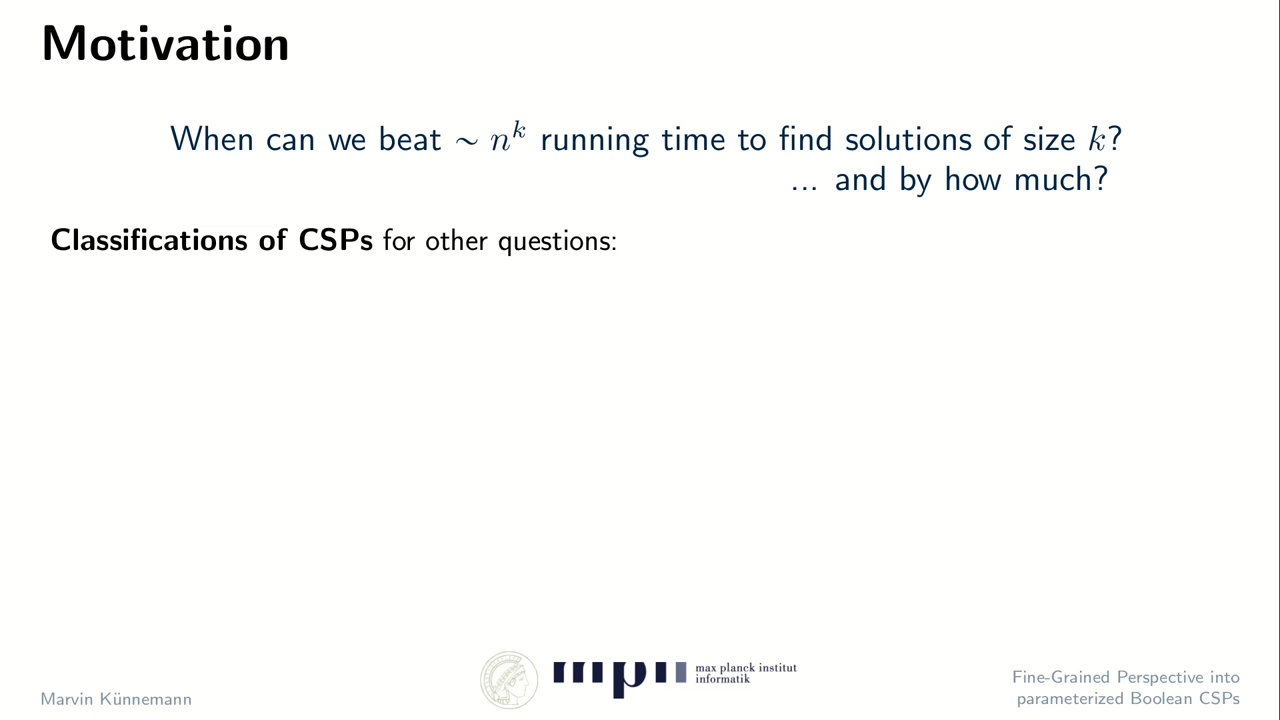 Motivation
When can we beat ∼ n^k running time to find solutions of size k?
... and by how much?
Classifications of CSPs for other questions:
max planck institut
informatik
Marvin Künnemann
Fine-Grained Perspective into
parameterized Boolean CSPs